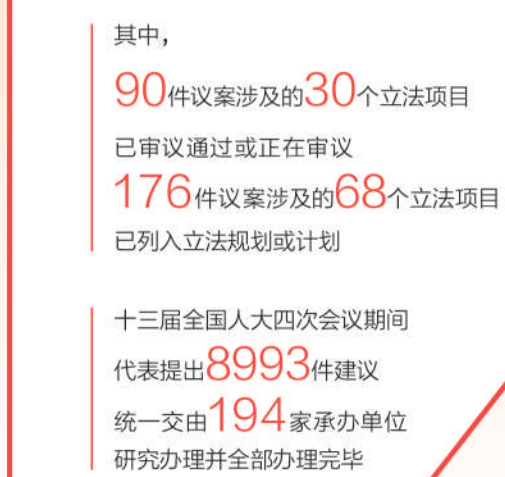 其中，
90件议案涉及的30个立法项目
已审议通过或正在审议
176件议案涉及的68个立法项目
已列入立法规划或计划
十三届全国人大四次会议期间
代表提出8993件建议
统一交由194家承办单位
研究办理并全部办理完毕